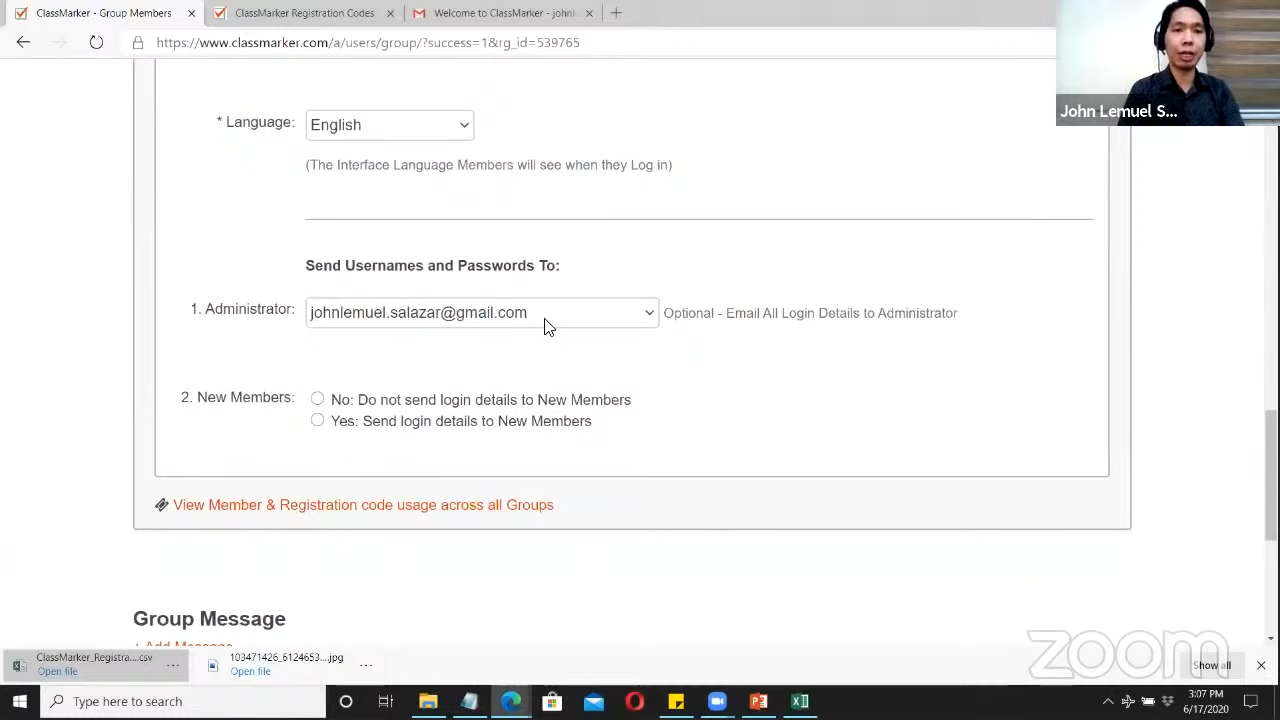 ClassMarker - Group Members
ClassMarker Registration Codes
Welcome to ClassMarker - john
https://www.classmarker.com/a/users/group/?success=1&rg_id=539765
John Lemuel S...
* Language:
English
(The Interface Language Members will see when they Log in)
Send Usernames and Passwords To:
1. Administrator:
johnlemuel.salazar@gmail.com
Optional - Email All Login Details to Administrator
2. New Members:
No: Do not send login details to New Members
Yes: Send login details to New Members
View Member & Registration code usage across all Groups
Group Message
+ Add Message
zoom
ClassMarker_Registra....csv
Open file
103471426_6124653....jpg
Open file
Show all
Type here to search
3:07 PM
6/17/2020